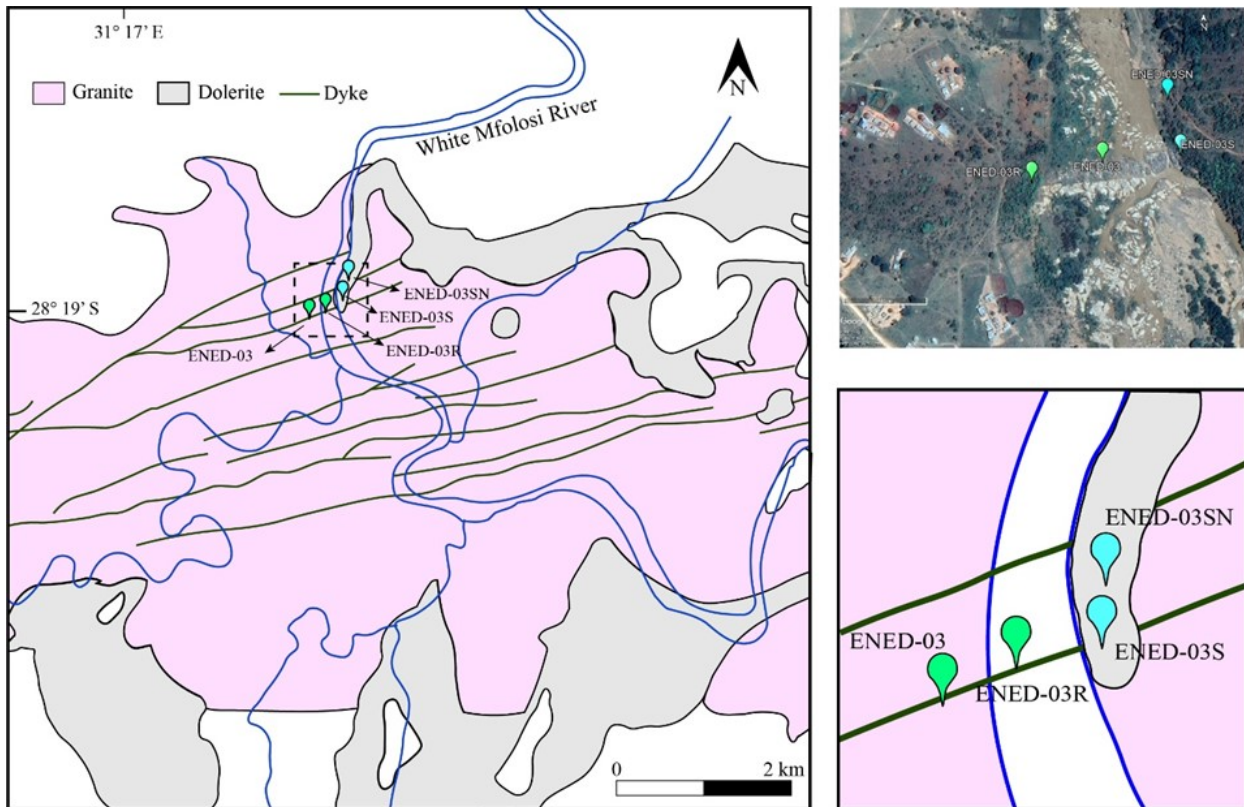 31° 17' E
Granite
Dolerite
Dyke
White Mfolosi River
N
28° 19' S
ENED-03SN
ENED-03S
ENED-03R
ENED-03
0
2 km
ENED-03SN
ENED-03S
ENED-03
ENED-03R
ENED-03SN
ENED-03
ENED-03S
ENED-03R